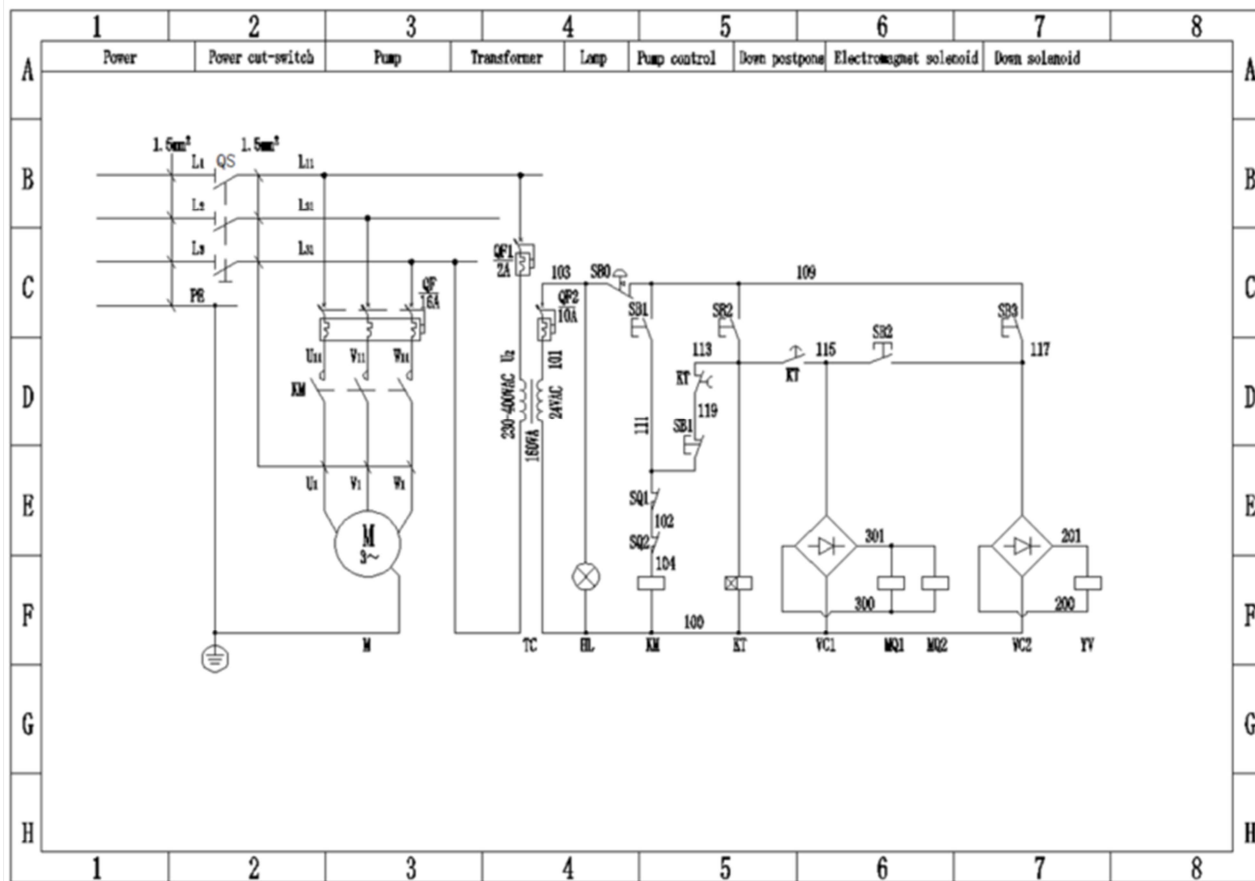 1 2 3 4 5 6 7 8
Power Power cut-switch Pump Transformer Lamp Pump control Down postpone Electromagnet solenoid Down solenoid
A A
1.5mm² 1.5mm²
L1 QS L11
B B
L2 L21
L3 L31
QF1
2A
103 SB0 109
PE
QF
16A
C C
QF2
10A
SB1 SB2 SB3
U11 V11 W11 U2 101
113 115 SB2 117
KT KT
KM
230-400VAC 24VAC
160VA
D D
111 119
SB1
U1 V1 W1
E E
SQ1
102
SQ2
104
M
3~
301 201
300 200
F F
100
M TC HL KM KT VC1 MQ1 MQ2 VC2 YV
G G
H H
1 2 3 4 5 6 7 8